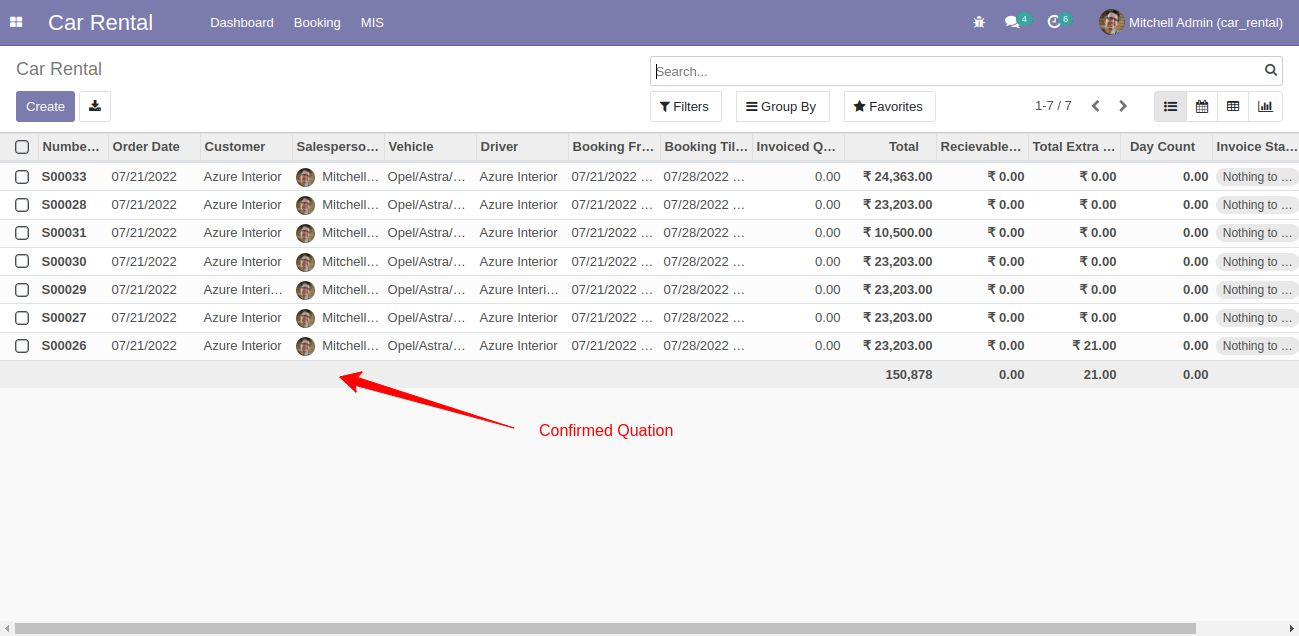 Car Rental Dashboard Booking MIS 4 6 Mitchell Admin (car_rental)
Car Rental Search...
Create Filters Group By Favorites 1-7 / 7
Numbe... Order Date Customer Salesperso... Vehicle Driver Booking Fr... Booking Til... Invoiced Q... Total Recievable... Total Extra ... Day Count Invoice Sta...
S00033 07/21/2022 Azure Interior Mitchell... Opel/Astra/... Azure Interior 07/21/2022 ... 07/28/2022 ... 0.00 ₹ 24,363.00 ₹ 0.00 ₹ 0.00 0.00 Nothing to ...
S00028 07/21/2022 Azure Interior Mitchell... Opel/Astra/... Azure Interior 07/21/2022 ... 07/28/2022 ... 0.00 ₹ 23,203.00 ₹ 0.00 ₹ 0.00 0.00 Nothing to ...
S00031 07/21/2022 Azure Interior Mitchell... Opel/Astra/... Azure Interior 07/21/2022 ... 07/28/2022 ... 0.00 ₹ 10,500.00 ₹ 0.00 ₹ 0.00 0.00 Nothing to ...
S00030 07/21/2022 Azure Interior Mitchell... Opel/Astra/... Azure Interior 07/21/2022 ... 07/28/2022 ... 0.00 ₹ 23,203.00 ₹ 0.00 ₹ 0.00 0.00 Nothing to ...
S00029 07/21/2022 Azure Interi... Mitchell... Opel/Astra/... Azure Interi... 07/21/2022 ... 07/28/2022 ... 0.00 ₹ 23,203.00 ₹ 0.00 ₹ 0.00 0.00 Nothing to ...
S00027 07/21/2022 Azure Interior Mitchell... Opel/Astra/... Azure Interior 07/21/2022 ... 07/28/2022 ... 0.00 ₹ 23,203.00 ₹ 0.00 ₹ 0.00 0.00 Nothing to ...
S00026 07/21/2022 Azure Interior Mitchell... Opel/Astra/... Azure Interior 07/21/2022 ... 07/28/2022 ... 0.00 ₹ 23,203.00 ₹ 0.00 ₹ 21.00 0.00 Nothing to ...
150,878 0.00 21.00 0.00
Confirmed Quation